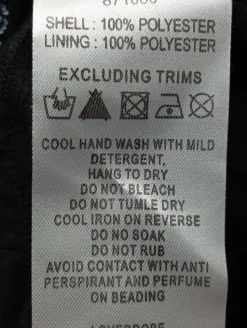 SHELL : 100% POLYESTER
LINING : 100% POLYESTER
EXCLUDING TRIMS
COOL HAND WASH WITH MILD
DETERGENT,
HANG TO DRY
DO NOT BLEACH
DO NOT TUMLE DRY
COOL IRON ON REVERSE
DO NO SOAK
DO NOT RUB
AVOID CONTACT WITH ANTI
PERSPIRANT AND PERFUME
ON BEADING